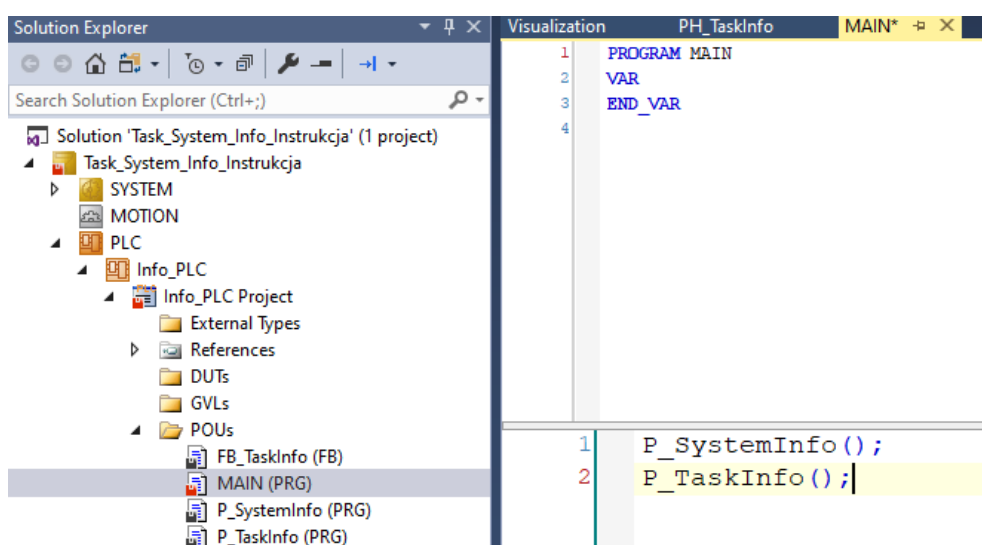 Solution Explorer
Search Solution Explorer (Ctrl+;)
Solution 'Task_System_Info_Instrukcja' (1 project)
Task_System_Info_Instrukcja
SYSTEM
MOTION
PLC
Info_PLC
Info_PLC Project
External Types
References
DUTs
GVLs
POUs
FB_TaskInfo (FB)
MAIN (PRG)
P_SystemInfo (PRG)
P_TaskInfo (PRG)
Visualization PH_TaskInfo MAIN*
1 PROGRAM MAIN
2 VAR
3 END_VAR
4
1 P_SystemInfo();
2 P_TaskInfo();